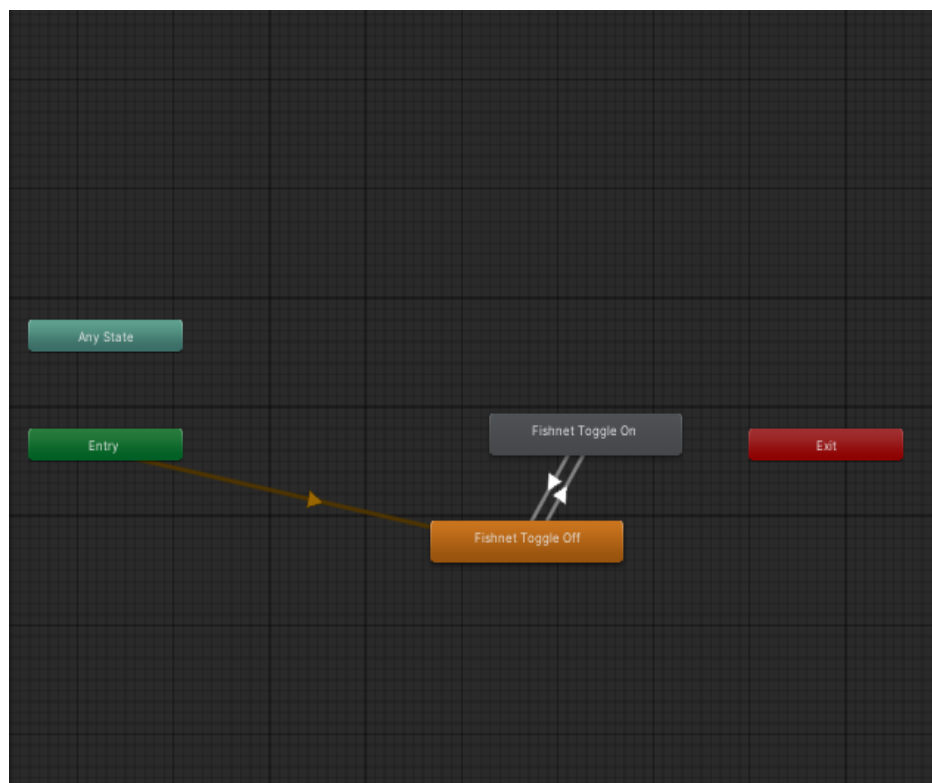 Any State
Entry
Fishnet Toggle On
Exit
Fishnet Toggle Off